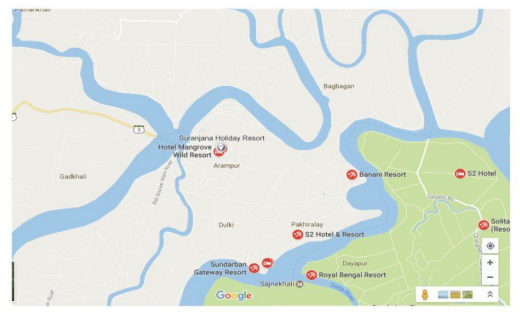 Bagbagan
3
Suranjana Holiday Resort
Hotel Mangrove
Wild Resort
Arampur
Gadkhali
Banani Resort
S2 Hotel
Dulki
Pakhiralay
S2 Hotel & Resort
Solita
(Reso
Sundarban
Gateway Resort
Dayapur
Royal Bengal Resort
Sajnekhali
Google